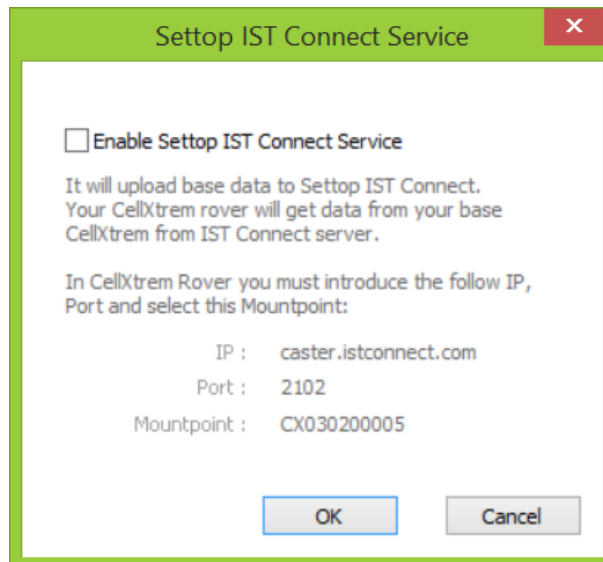 Settop IST Connect Service
Enable Settop IST Connect Service
It will upload base data to Settop IST Connect.
Your CellXtrem rover will get data from your base
CellXtrem from IST Connect server.
In CellXtrem Rover you must introduce the follow IP,
Port and select this Mountpoint:
IP : caster.istconnect.com
Port : 2102
Mountpoint : CX030200005
OK Cancel